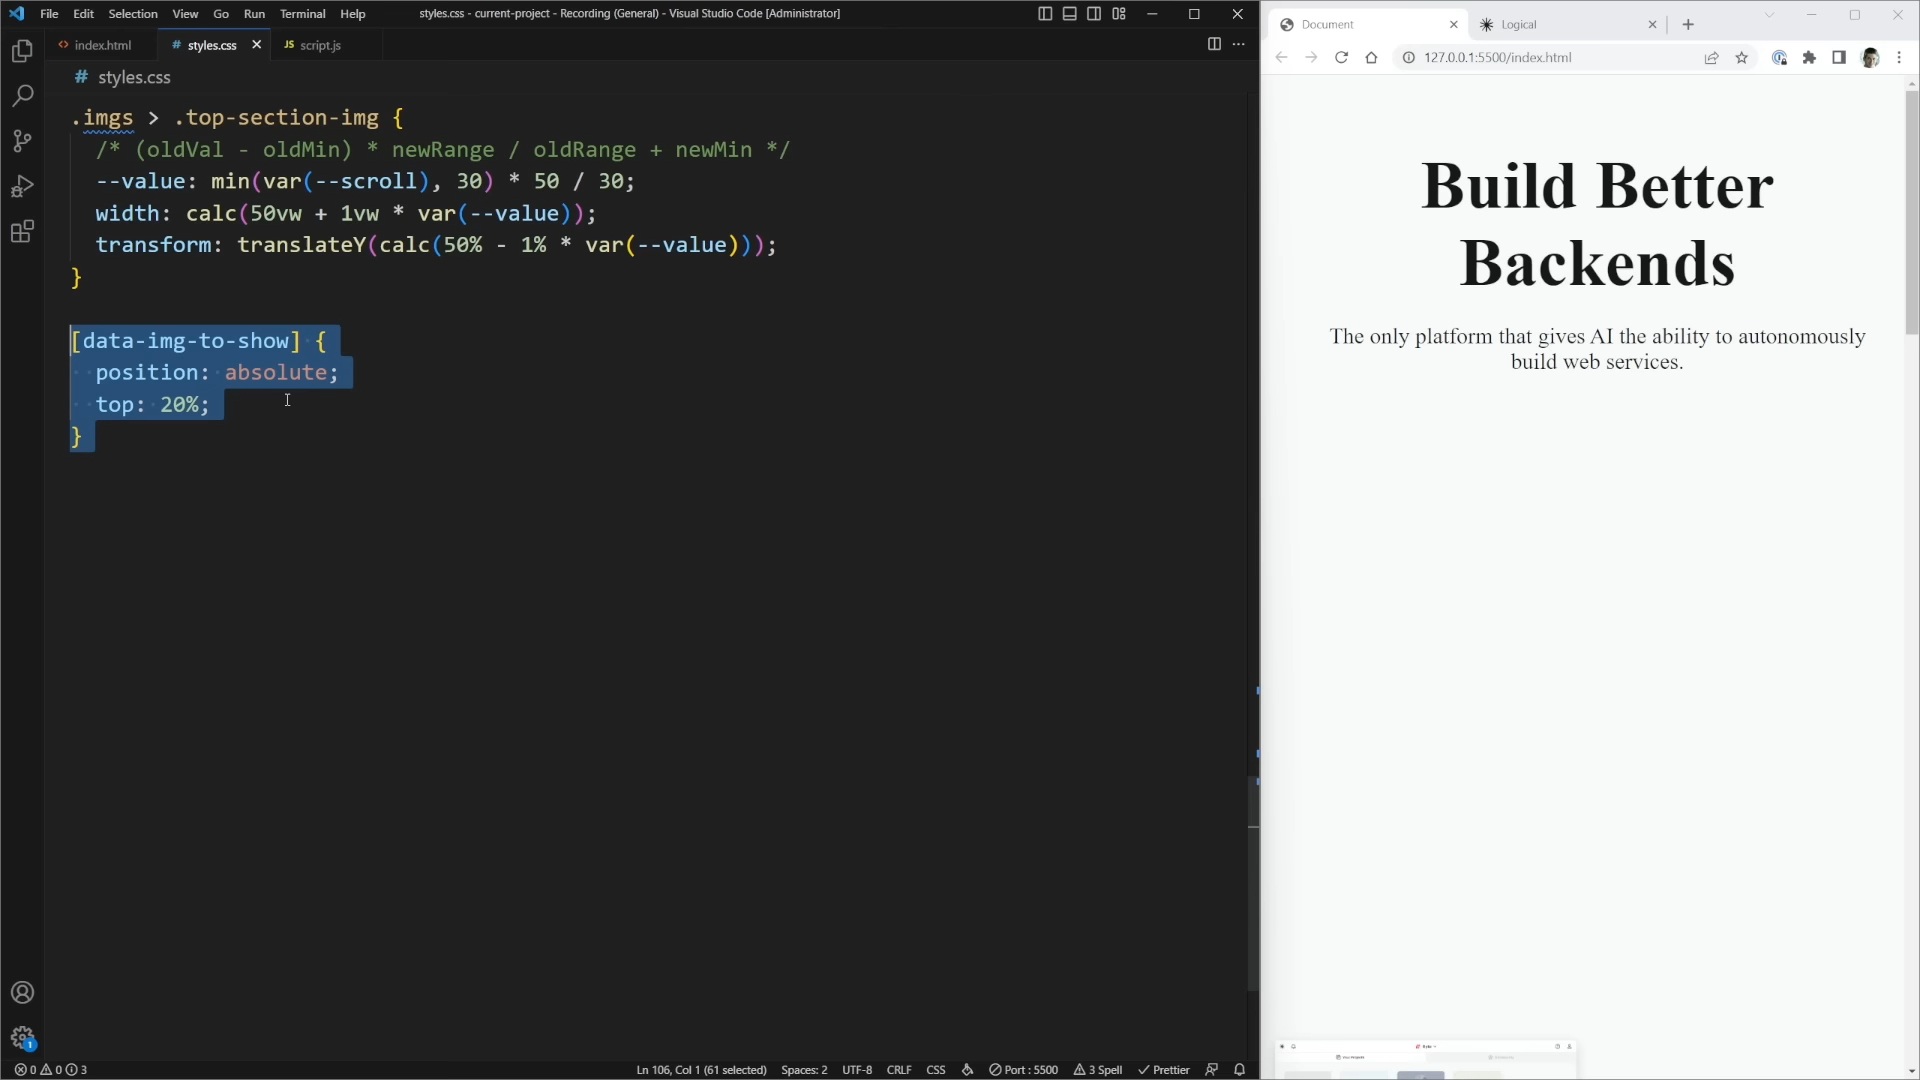 File Edit Selection View Go Run Terminal Help
styles.css - current-project - Recording (General) - Visual Studio Code [Administrator]
index.html
# styles.css
JS script.js
# styles.css
.imgs > .top-section-img {
/* (oldVal - oldMin) * newRange / oldRange + newMin */
--value: min(var(--scroll), 30) * 50 / 30;
width: calc(50vw + 1vw * var(--value));
transform: translateY(calc(50% - 1% * var(--value)));
}
[data-img-to-show] {
position: absolute;
top: 20%;
}
1
0 0 3
Ln 106, Col 1 (61 selected)
Spaces: 2
UTF-8
CRLF
CSS
Port : 5500
3 Spell
Prettier
Document
Logical
127.0.0.1:5500/index.html
Build Better
Backends
The only platform that gives AI the ability to autonomously
build web services.